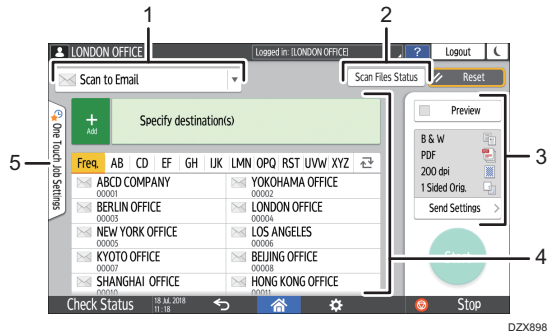 1
2
LONDON OFFICE
Logged in: [LONDON OFFICE]
?
Logout
Scan to Email
Scan Files Status
Reset
+
Add
Specify destination(s)
Preview
B & W
PDF
200 dpi
1 Sided Orig.
Send Settings
3
5
One Touch Job Settings
Freq. AB CD EF GH IJK LMN OPQ RST UVW XYZ
ABCD COMPANY
00001
YOKOHAMA OFFICE
00002
BERLIN OFFICE
00003
LONDON OFFICE
00004
NEW YORK OFFICE
00005
LOS ANGELES
00006
KYOTO OFFICE
00007
BEIJING OFFICE
00008
SHANGHAI OFFICE
00010
HONG KONG OFFICE
00011
4
Check Status
18 Jul. 2018
11:18
Stop
DZX898